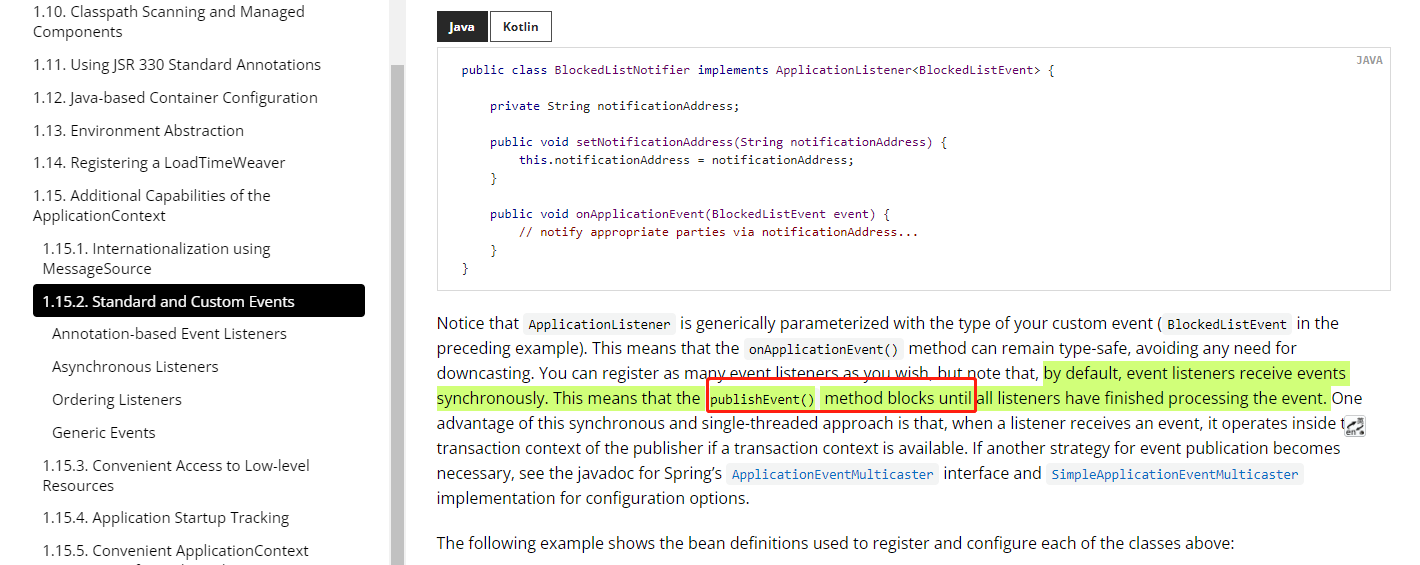 1.10. Classpath Scanning and Managed
Components
1.11. Using JSR 330 Standard Annotations
1.12. Java-based Container Configuration
1.13. Environment Abstraction
1.14. Registering a LoadTimeWeaver
1.15. Additional Capabilities of the
ApplicationContext
1.15.1. Internationalization using
MessageSource
1.15.2. Standard and Custom Events
Annotation-based Event Listeners
Asynchronous Listeners
Ordering Listeners
Generic Events
1.15.3. Convenient Access to Low-level
Resources
1.15.4. Application Startup Tracking
1.15.5. Convenient ApplicationContext
Java Kotlin
JAVA
public class BlockedListNotifier implements ApplicationListener<BlockedListEvent> {
private String notificationAddress;
public void setNotificationAddress(String notificationAddress) {
this.notificationAddress = notificationAddress;
}
public void onApplicationEvent(BlockedListEvent event) {
// notify appropriate parties via notificationAddress...
}
}
Notice that ApplicationListener is generically parameterized with the type of your custom event ( BlockedListEvent in the
preceding example). This means that the onApplicationEvent() method can remain type-safe, avoiding any need for
downcasting. You can register as many event listeners as you wish, but note that, by default, event listeners receive events
synchronously. This means that the publishEvent() method blocks until all listeners have finished processing the event. One
advantage of this synchronous and single-threaded approach is that, when a listener receives an event, it operates inside
transaction context of the publisher if a transaction context is available. If another strategy for event publication becomes
necessary, see the javadoc for Spring's ApplicationEventMulticaster interface and SimpleApplicationEventMulticaster
implementation for configuration options.
The following example shows the bean definitions used to register and configure each of the classes above: